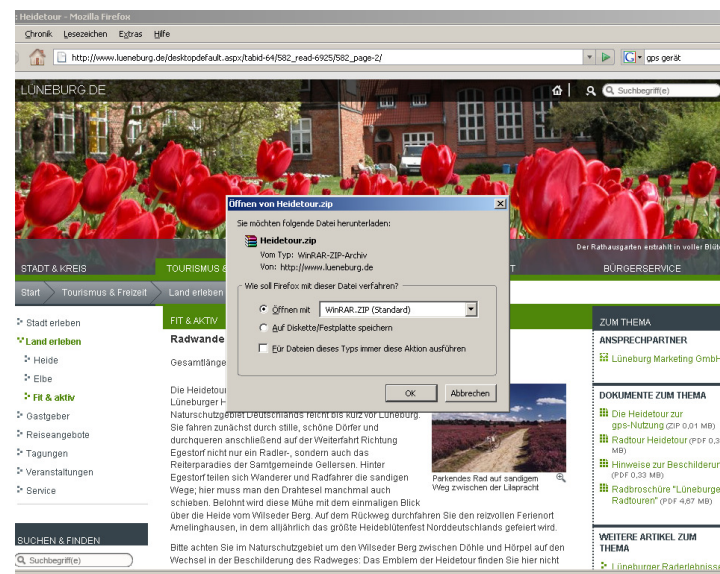 : Heidetour - Mozilla Firefox
Chronik Lesezeichen Extras Hilfe
http://www.lueneburg.de/desktopdefault.aspx/tabid-64/582_read-6925/582_page-2/
gps gerät
LÜNEBURG.DE
Suchbegriff(e)
Der Rathausgarten erstrahlt in voller Blüte
STADT & KREIS
TOURISMUS &
BÜRGERSERVICE
Start
Tourismus & Freizeit
Land erleben
Öffnen von Heidetour.zip
Sie möchten folgende Datei herunterladen:
Heidetour.zip
Vom Typ: WinRAR-ZIP-Archiv
Von: http://www.lueneburg.de
Wie soll Firefox mit dieser Datei verfahren?
Öffnen mit
WinRAR.ZIP (Standard)
Auf Diskette/Festplatte speichern
Für Dateien dieses Typs immer diese Aktion ausführen
OK
Abbrechen
Stadt erleben
Land erleben
Heide
Elbe
Fit & aktiv
Gastgeber
Reiseangebote
Tagungen
Veranstaltungen
Service
SUCHEN & FINDEN
Suchbegriff(e)
FIT & AKTIV
Radwande
Gesamtlänge
Die Heidetour
Lüneburger H
Naturschutzgebiet Deutschlands reicht bis kurz vor Lüneburg.
Sie fahren zunächst durch stille, schöne Dörfer und
durchqueren anschließend auf der Weiterfahrt Richtung
Egestorf nicht nur ein Radler-, sondern auch das
Reiterparadies der Samtgemeinde Gellersen. Hinter
Egestorf teilen sich Wanderer und Radfahrer die sandigen
Wege; hier muss man den Drahtesel manchmal auch
schieben. Belohnt wird diese Mühe mit dem einmaligen Blick
über die Heide vom Wilseder Berg. Auf dem Rückweg durchfahren Sie den reizvollen Ferienort
Amelinghausen, in dem alljährlich das größte Heideblütenfest Norddeutschlands gefeiert wird.
Bitte achten Sie im Naturschutzgebiet um den Wilseder Berg zwischen Döhle und Hörpel auf den
Wechsel in der Beschilderung des Radweges: Das Emblem der Heidetour finden Sie hier nicht
Parkendes Rad auf sandigem
Weg zwischen der Lilapracht
ZUM THEMA
ANSPRECHPARTNER
Lüneburg Marketing GmbH
DOKUMENTE ZUM THEMA
Die Heidetour zur
gps-Nutzung (ZIP 0,01 MB)
Radtour Heidetour (PDF 0,3
MB)
Hinweise zur Beschilderun
(PDF 0,33 MB)
Radbroschüre "Lüneburge
Radtouren" (PDF 4,67 MB)
WEITERE ARTIKEL ZUM
THEMA
Lüneburger Raderlebnisse